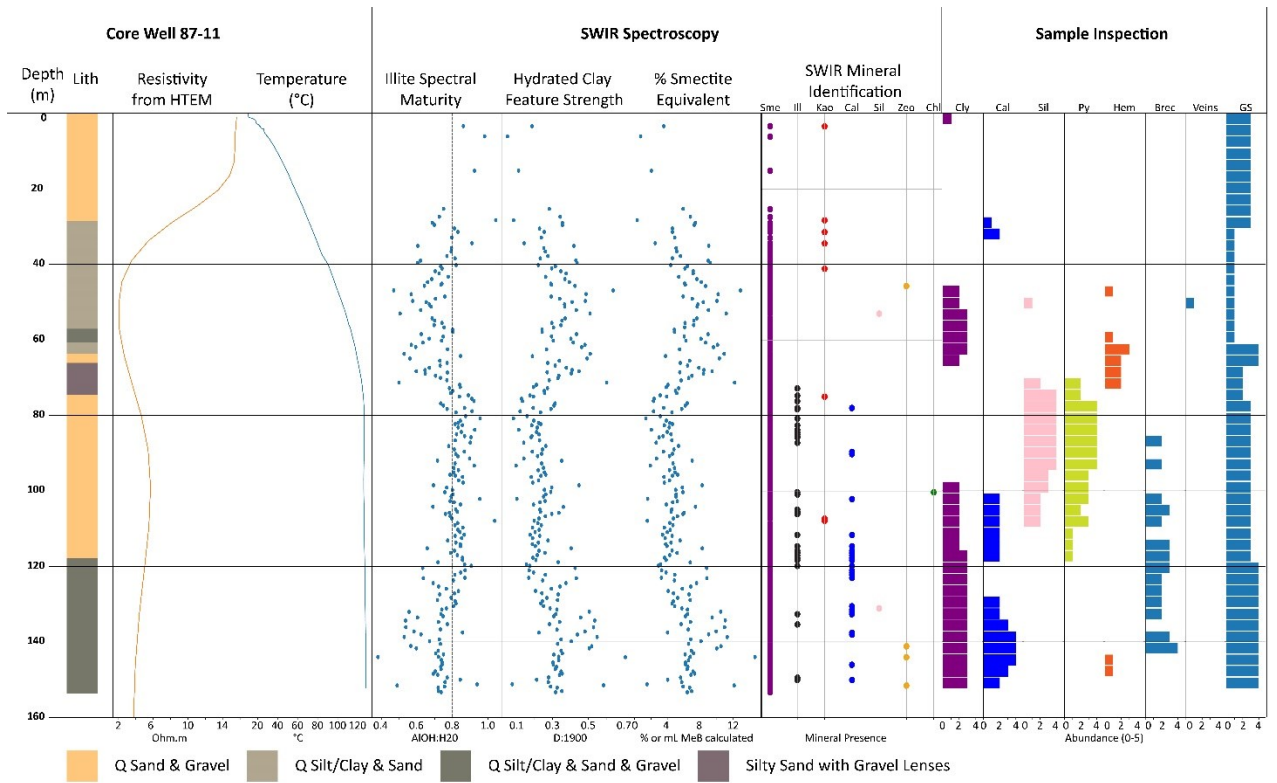 Core Well 87-11
SWIR Spectroscopy
Sample Inspection
Depth
(m)
Lith
Resistivity
from HTEM
Temperature
(°C)
Illite Spectral
Maturity
Hydrated Clay
Feature Strength
% Smectite
Equivalent
SWIR Mineral
Identification
Sme Ill Kao Cal Sil Zeo Chl
Cly Cal Sil Py Hem Brec Veins GS
0
20
40
60
80
100
120
140
160
2 6 10 14
Ohm.m
20 40 60 80 100 120
°C
0.4 0.6 0.8 1.0
AlOH:H20
0.1 0.3 0.5 0.70
D:1900
4 8 12
% or mL MeB calculated
Mineral Presence
0 2 4 0 2 4 0 2 4 0 2 4 0 2 4 0 2 4 0 2 4 0 2 4
Abundance (0-5)
Q Sand & Gravel
Q Silt/Clay & Sand
Q Silt/Clay & Sand & Gravel
Silty Sand with Gravel Lenses